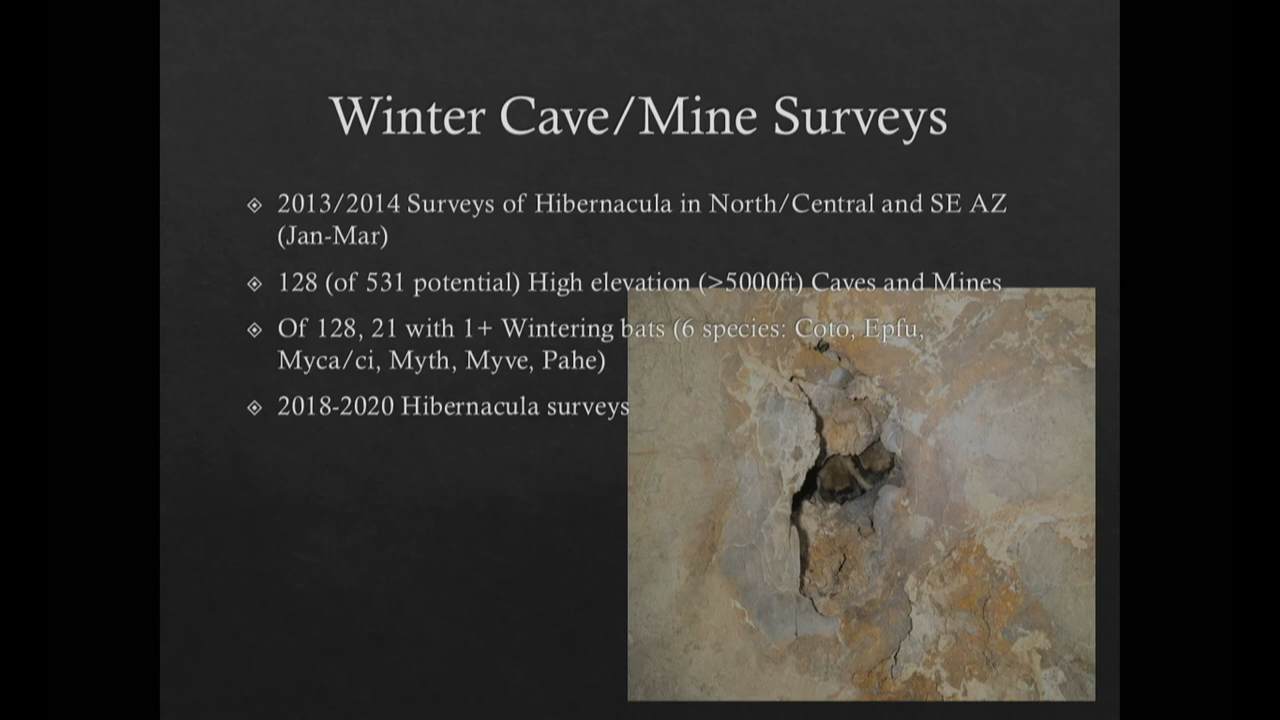 Winter Cave/Mine Surveys
2013/2014 Surveys of Hibernacula in North/Central and SE AZ
(Jan-Mar)
128 (of 531 potential) High elevation (>5000ft) Caves and Mines
Of 128, 21 with 1+ Wintering bats (6 species: Coto, Epfu,
Myca/ci, Myth, Myve, Pahe)
2018-2020 Hibernacula surveys